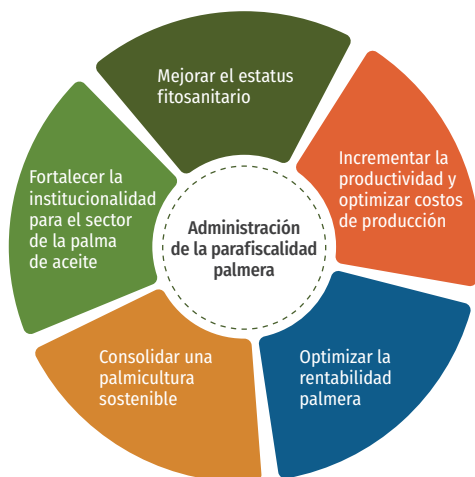 Mejorar el estatus
fitosanitario
Incrementar la
productividad y
optimizar costos
de producción
Optimizar la
rentabilidad
palmera
Consolidar una
palmicultura
sostenible
Fortalecer la
institucionalidad
para el sector
de la palma
de aceite
Administración
de la parafiscalidad
palmera